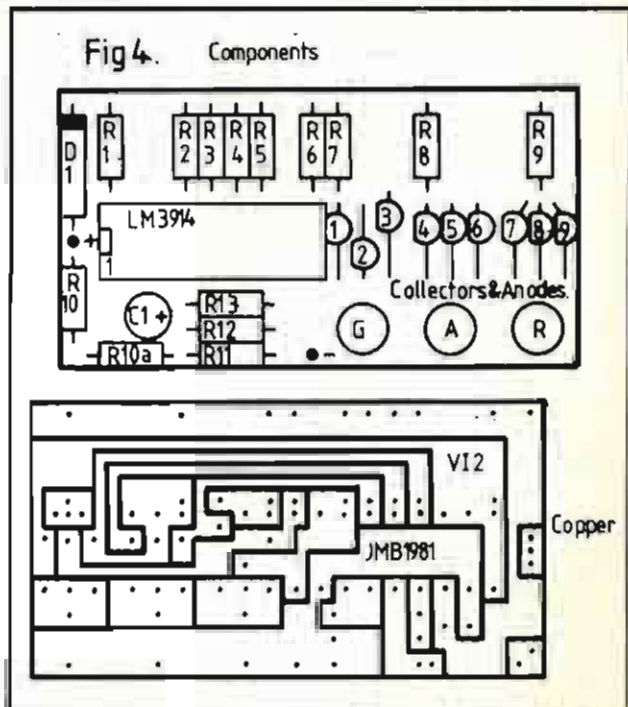 Fig 4. Components
R1 R2 R3 R4 R5 R6 R7 R8 R9
D1
LM3914
1
+
1 2 3 4 5 6 7 8 9
R10
Collectors&Anodes.
C1+
R13
R12
R11
R10a
-
G A R
VI2
Copper
JMB1981